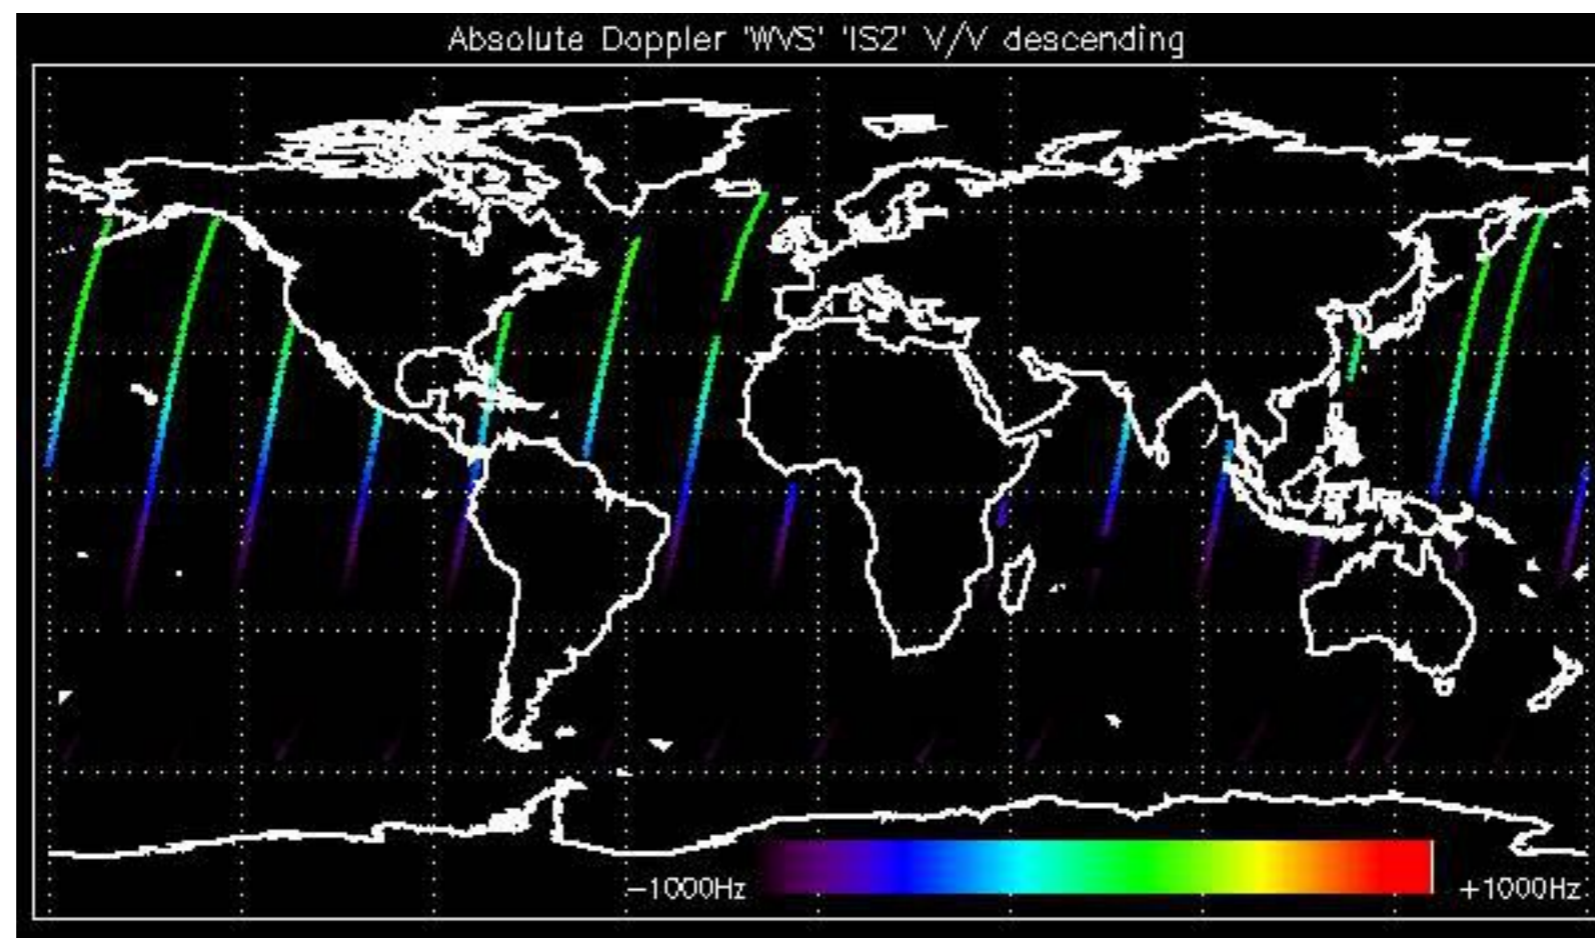 Absolute Doppler 'WVS' 'IS2' V/V descending
−1000Hz
+1000Hz